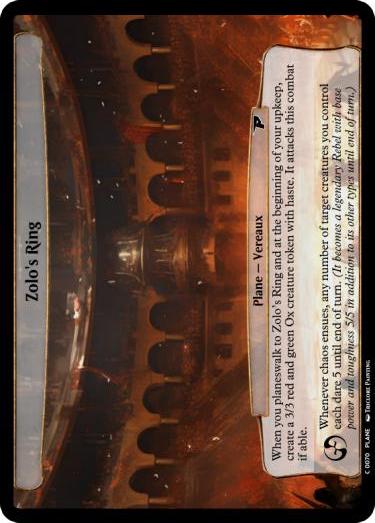 Zolo's Ring
Plane — Vereaux
When you planeswalk to Zolo's Ring and at the beginning of your upkeep,
create a 3/3 red and green Ox creature token with haste. It attacks this combat
if able.
Whenever chaos ensues, any number of target creatures you control
each dare 5 until end of turn. (It becomes a legendary Rebel with base
power and toughness 5/5 in addition to its other types until end of turn.)
C 0070 PLANE Triclore Painting